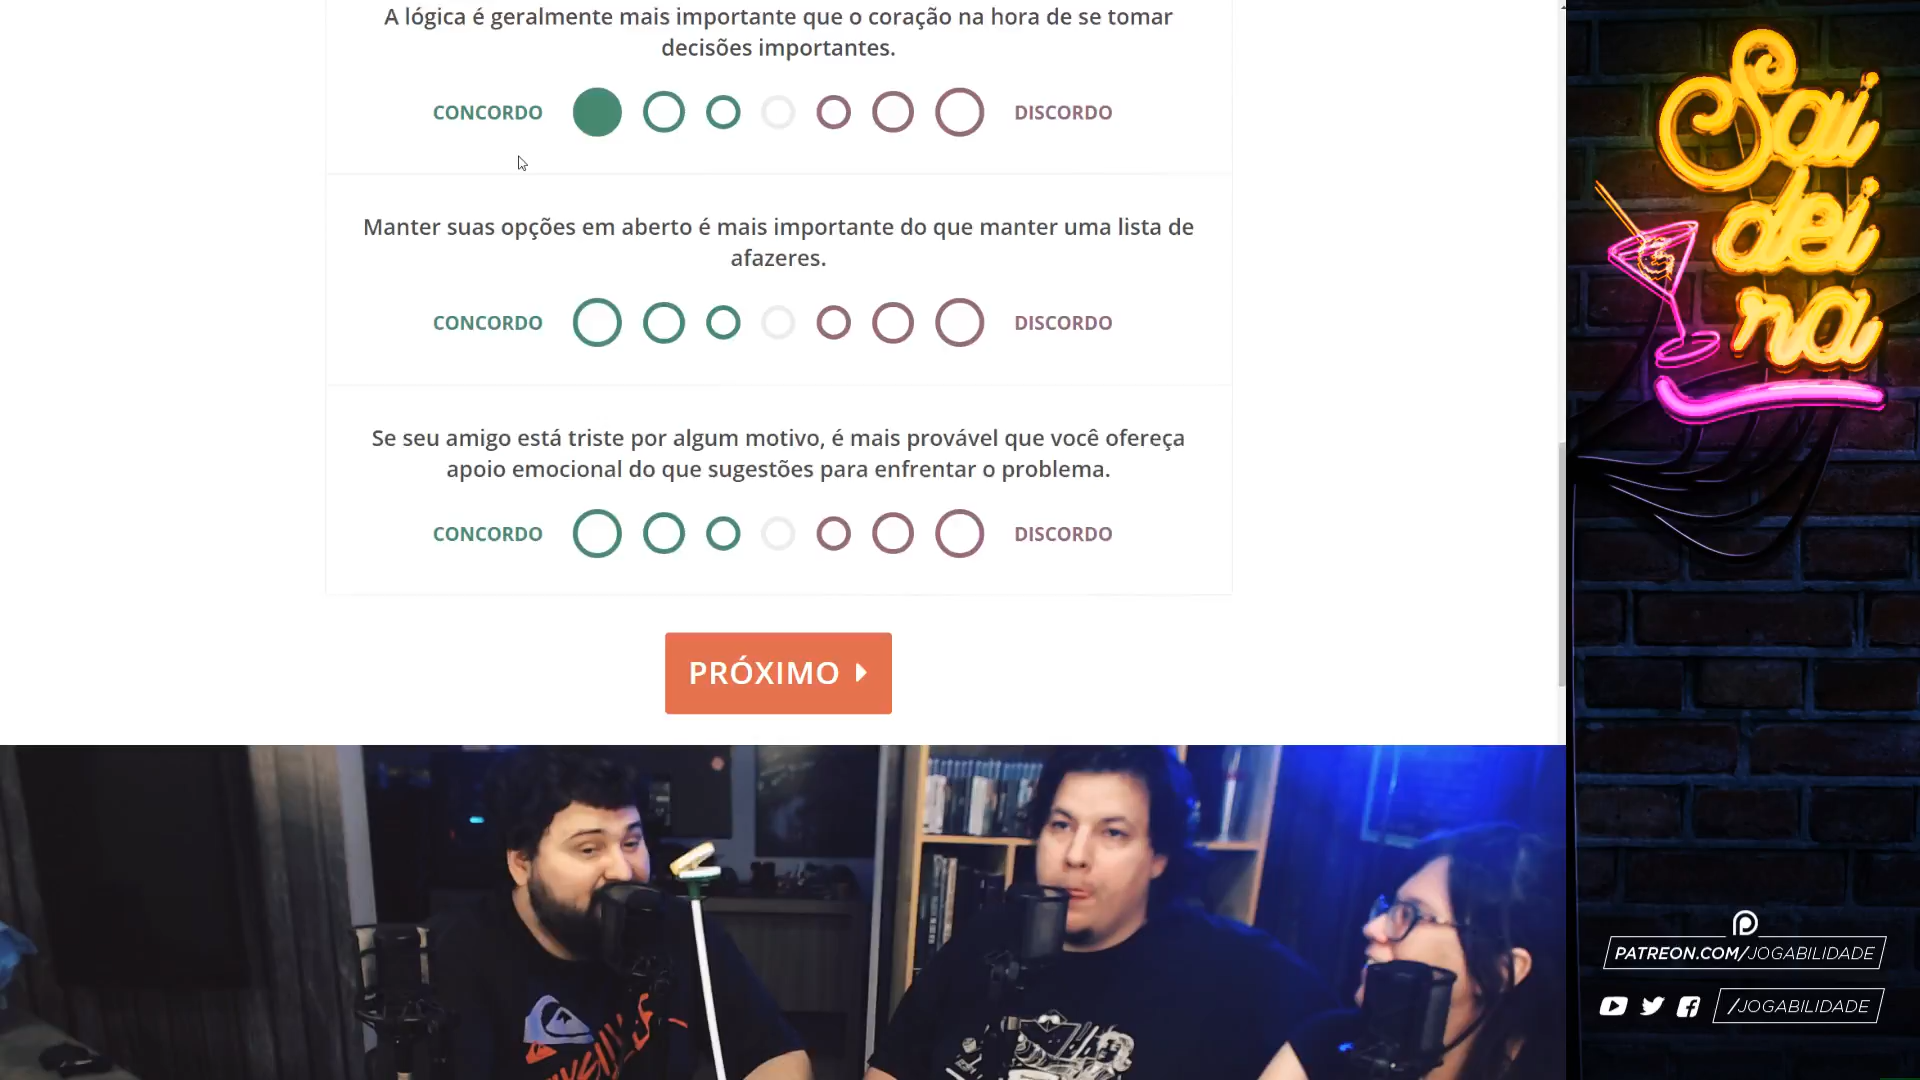 A lógica é geralmente mais importante que o coração na hora de se tomar
decisões importantes.
CONCORDO
DISCORDO
Manter suas opções em aberto é mais importante do que manter uma lista de
afazeres.
CONCORDO
DISCORDO
Se seu amigo está triste por algum motivo, é mais provável que você ofereça
apoio emocional do que sugestões para enfrentar o problema.
CONCORDO
DISCORDO
PRÓXIMO
Sai
dei
ra
PATREON.COM/JOGABILIDADE
/JOGABILIDADE